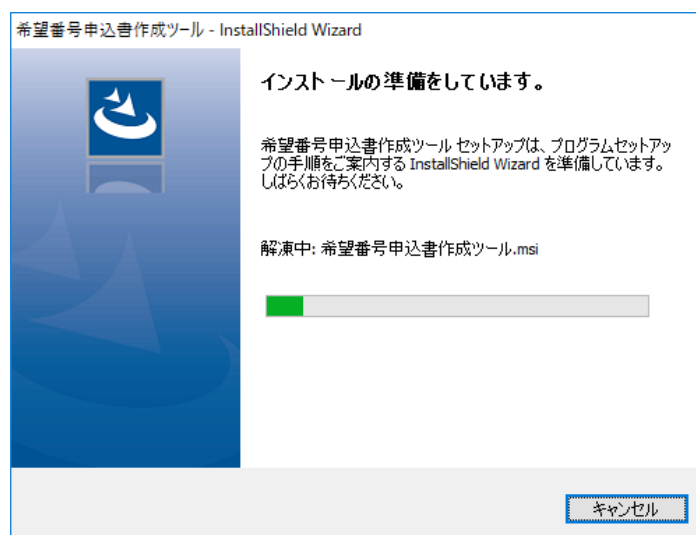 希望番号申込書作成ツール - InstallShield Wizard
インストールの準備をしています。
希望番号申込書作成ツール セットアップは、プログラムセットアッ
プの手順をご案内する InstallShield Wizard を準備しています。
しばらくお待ちください。
解凍中: 希望番号申込書作成ツール.msi
キャンセル